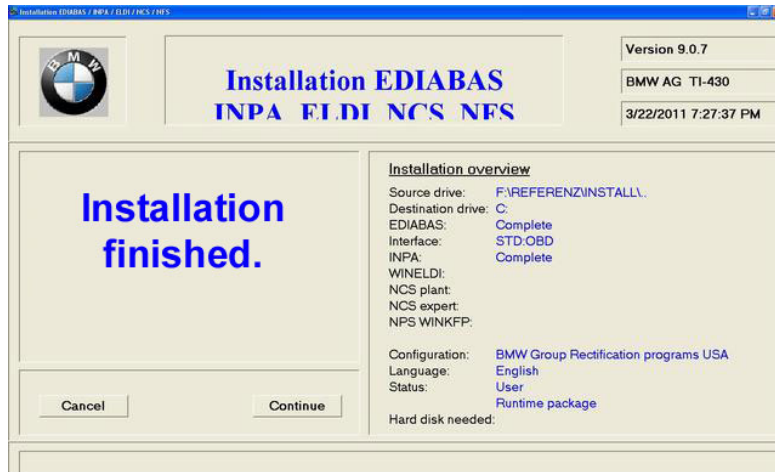 Installation EDIABAS / INPA / ELDI / NCS / NFS
BMW
Installation EDIABAS
INPA ELDI NCS NFS
Version 9.0.7
BMW AG TI-430
3/22/2011 7:27:37 PM
Installation
finished.
Cancel
Continue
Installation overview
Source drive: F:\REFERENZ\INSTALL\..
Destination drive: C:
EDIABAS: Complete
Interface: STD:OBD
INPA: Complete
WINELDI:
NCS plant:
NCS expert:
NPS WINKFP:
Configuration: BMW Group Rectification programs USA
Language: English
Status: User
Runtime package
Hard disk needed: